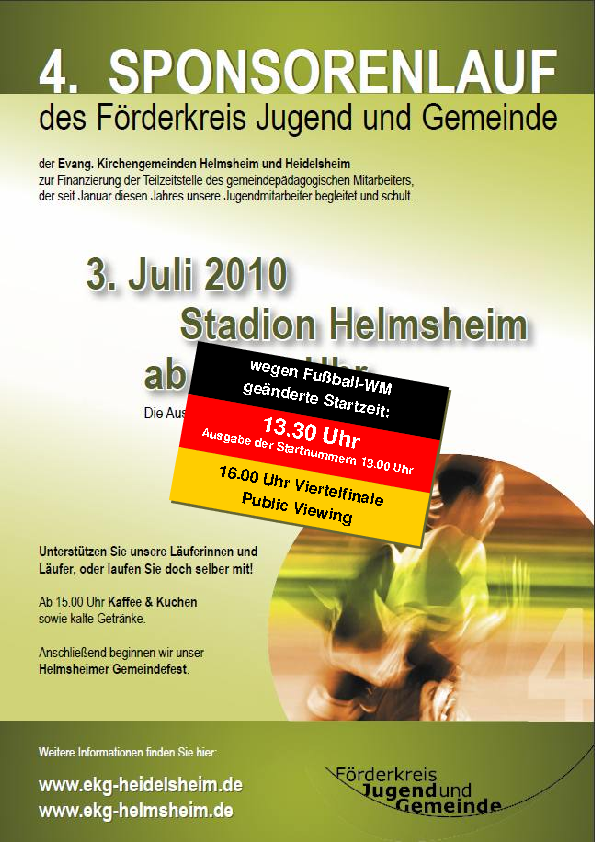 4. SPONSORENLAUF
des Förderkreis Jugend und Gemeinde
der Evang. Kirchengemeinden Helmsheim und Heidelsheim
zur Finanzierung der Teilzeitstelle des gemeindepädagogischen Mitarbeiters,
der seit Januar diesen Jahres unsere Jugendmitarbeiter begleitet und schult.
3. Juli 2010
Stadion Helmsheim
ab
Die
wegen Fußball-WM
geänderte Startzeit:
13.30 Uhr
Ausgabe der Startnummern 13.00 Uhr
16.00 Uhr Viertelfinale
Public Viewing
Unterstützen Sie unsere Läuferinnen und
Läufer, oder laufen Sie doch selber mit!
Ab 15.00 Uhr Kaffee & Kuchen
sowie kalte Getränke.
Anschließend beginnen wir unser
Helmsheimer Gemeindefest.
4
Weitere Informationen finden Sie hier:
www.ekg-heidelsheim.de
www.ekg-helmsheim.de
Förderkreis
Jugendund
Gemeinde